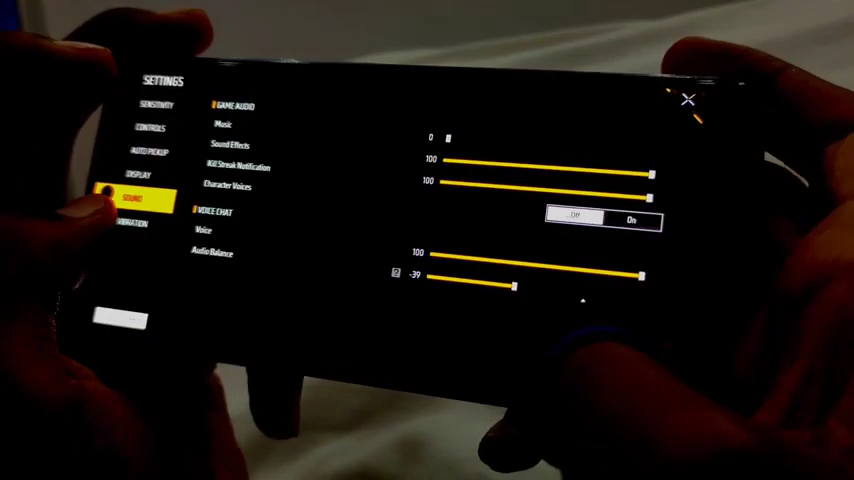 SETTINGS
SENSITIVITY
CONTROLS
AUTO PICKUP
DISPLAY
SOUND
VIBRATION
GAME AUDIO
Music 0
Sound Effects 100
Kill Streak Notification 100
Character Voices Off On
VOICE CHAT
Voice 100
Audio Balance ? -39